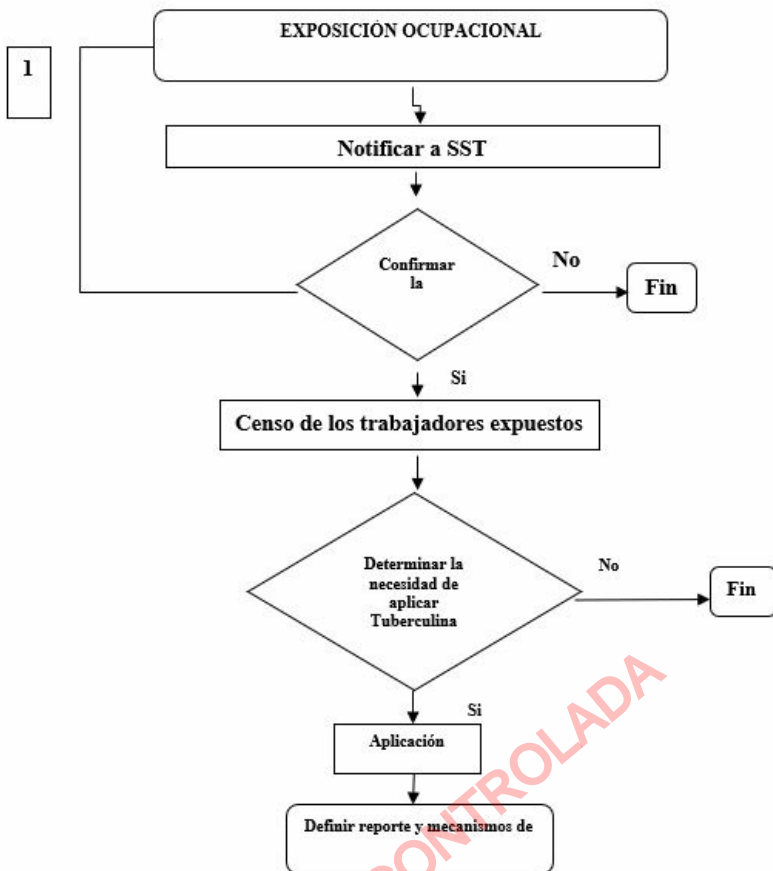 EXPOSICIÓN OCUPACIONAL
1
Notificar a SST
Confirmar
la
No
Fin
Si
Censo de los trabajadores expuestos
Determinar la
necesidad de
aplicar
Tuberculina
No
Fin
Si
Aplicación
Definir reporte y mecanismos de
CONTROLADA